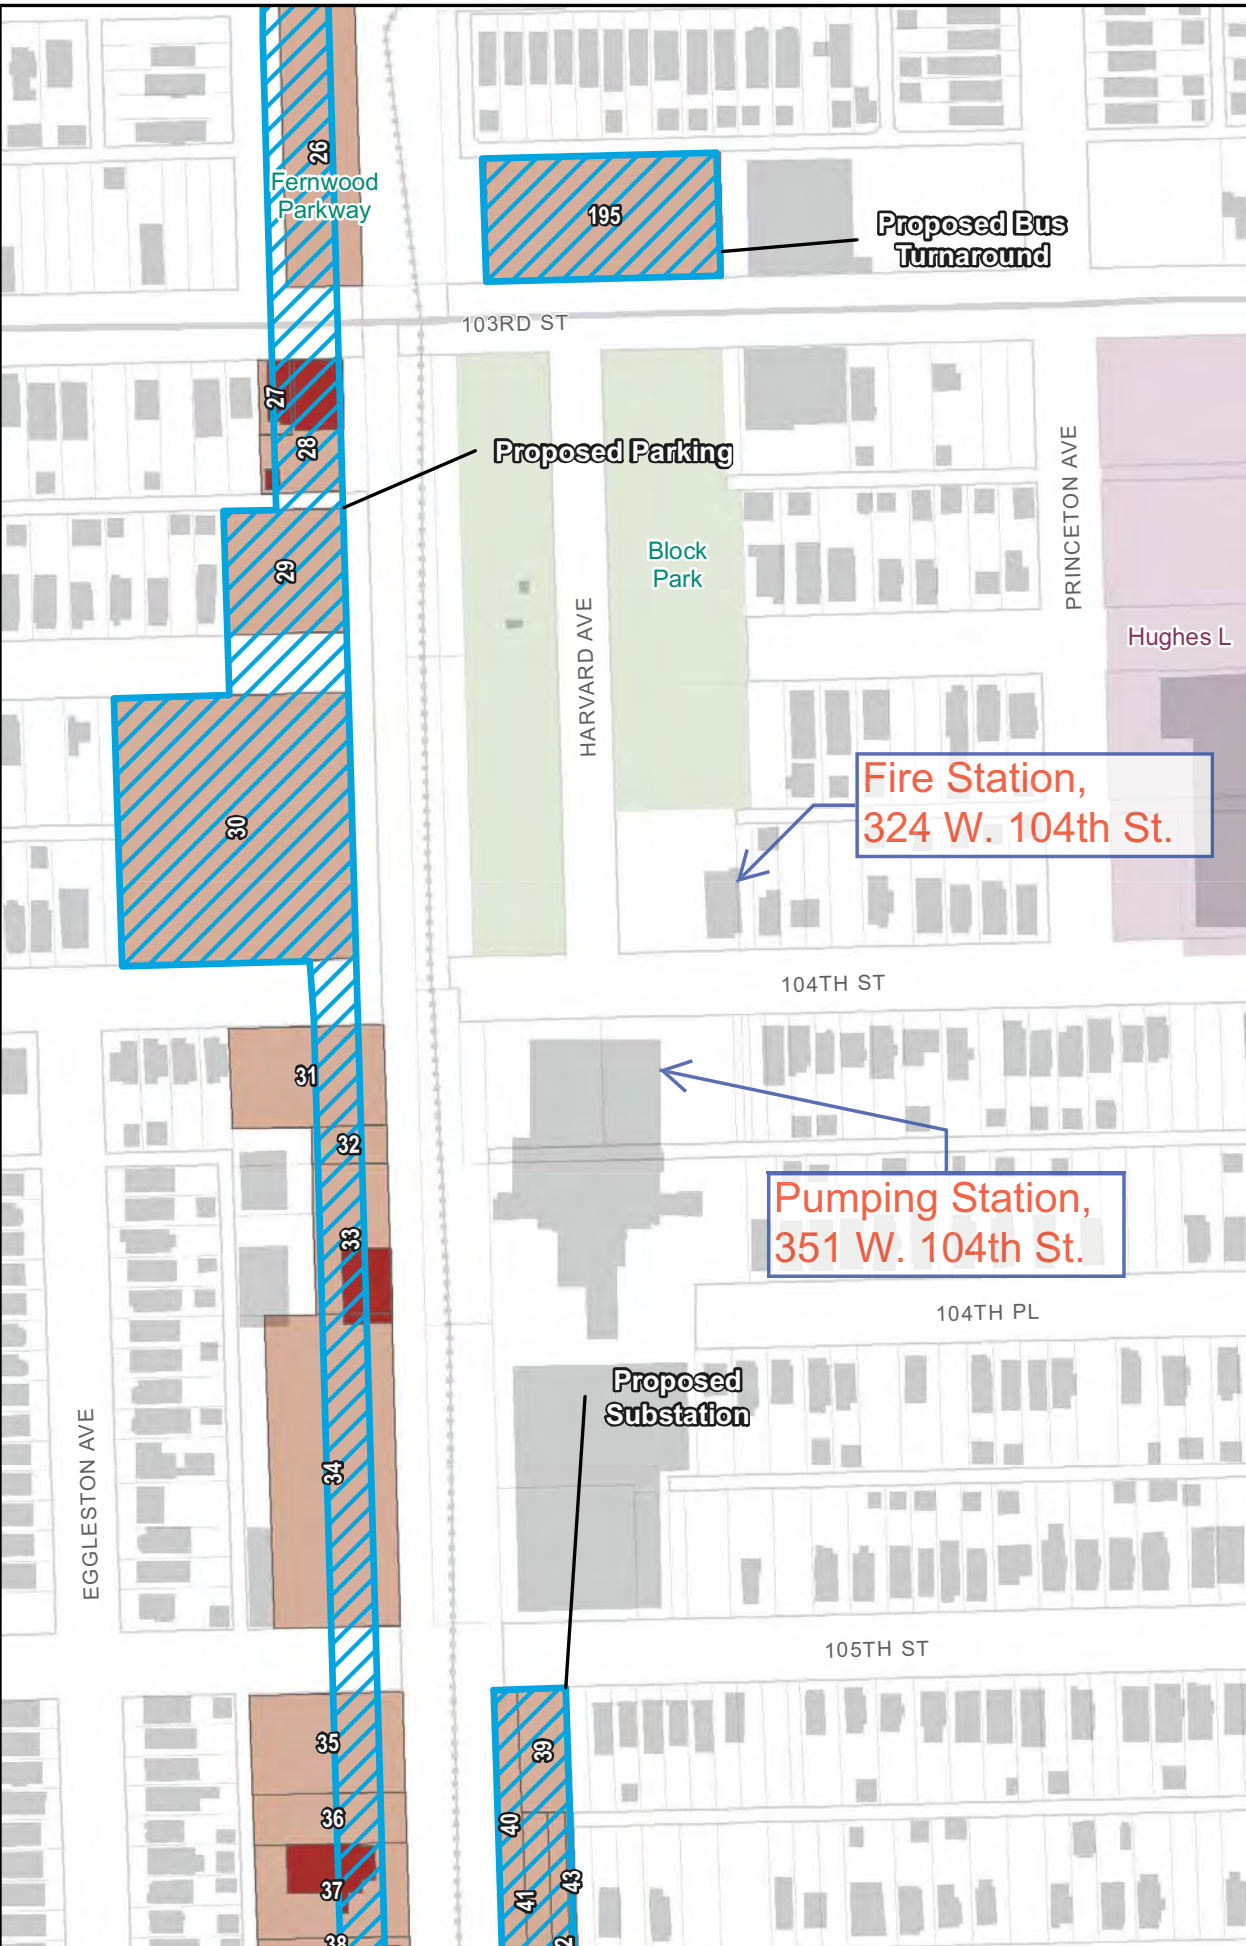 26
Fernwood
Parkway
195
Proposed Bus
Turnaround
103RD ST
27
28
Proposed Parking
PRINCETON AVE
29
Block
Park
HARVARD AVE
Hughes L
Fire Station,
324 W. 104th St.
30
104TH ST
31
32
Pumping Station,
351 W. 104th St.
33
104TH PL
Proposed
Substation
EGGLESTON AVE
34
105TH ST
35
39
36
40
37
41
43
38